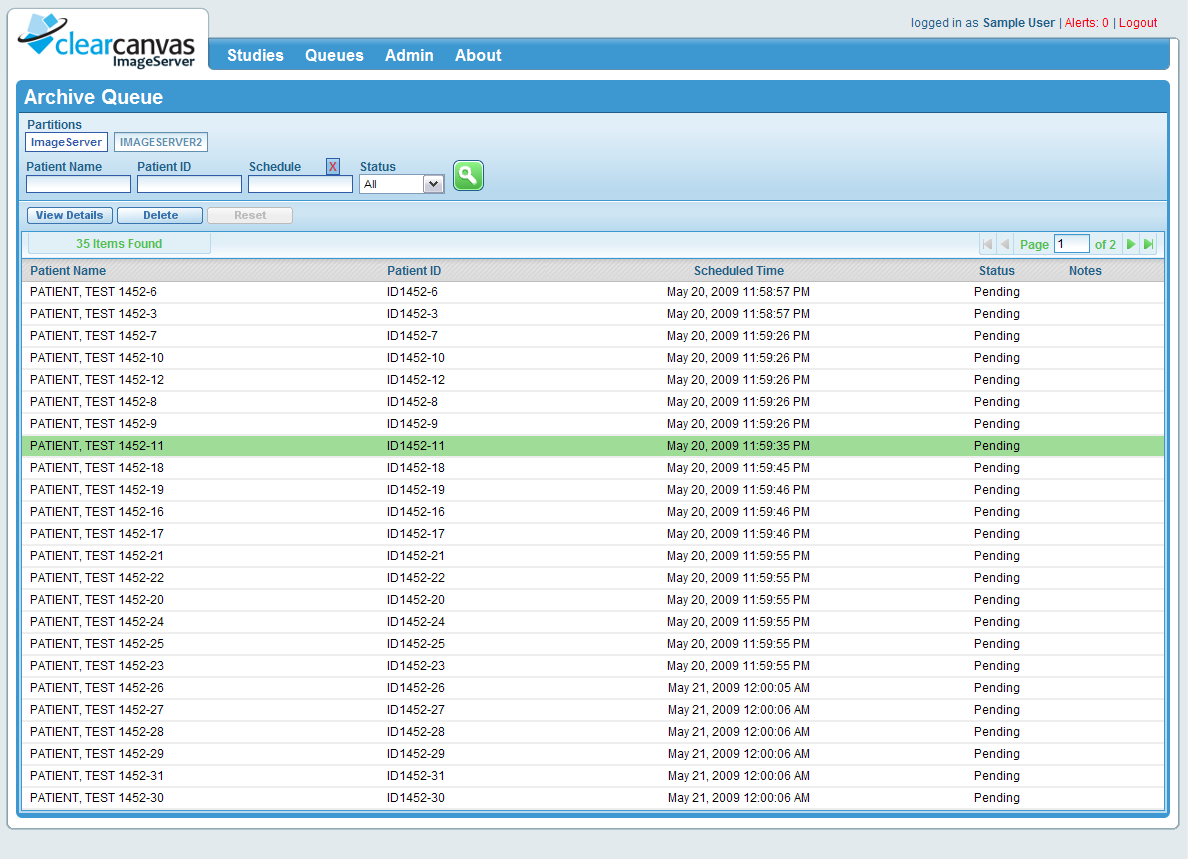 clearcanvas
ImageServer
logged in as Sample User | Alerts: 0 | Logout
Studies Queues Admin About
Archive Queue
Partitions
ImageServer IMAGESERVER2
Patient Name Patient ID Schedule X Status
All
View Details Delete Reset
35 Items Found Page 1 of 2
Patient Name Patient ID Scheduled Time Status Notes
PATIENT, TEST 1452-6 ID1452-6 May 20, 2009 11:58:57 PM Pending
PATIENT, TEST 1452-3 ID1452-3 May 20, 2009 11:58:57 PM Pending
PATIENT, TEST 1452-7 ID1452-7 May 20, 2009 11:59:26 PM Pending
PATIENT, TEST 1452-10 ID1452-10 May 20, 2009 11:59:26 PM Pending
PATIENT, TEST 1452-12 ID1452-12 May 20, 2009 11:59:26 PM Pending
PATIENT, TEST 1452-8 ID1452-8 May 20, 2009 11:59:26 PM Pending
PATIENT, TEST 1452-9 ID1452-9 May 20, 2009 11:59:26 PM Pending
PATIENT, TEST 1452-11 ID1452-11 May 20, 2009 11:59:35 PM Pending
PATIENT, TEST 1452-18 ID1452-18 May 20, 2009 11:59:45 PM Pending
PATIENT, TEST 1452-19 ID1452-19 May 20, 2009 11:59:46 PM Pending
PATIENT, TEST 1452-16 ID1452-16 May 20, 2009 11:59:46 PM Pending
PATIENT, TEST 1452-17 ID1452-17 May 20, 2009 11:59:46 PM Pending
PATIENT, TEST 1452-21 ID1452-21 May 20, 2009 11:59:55 PM Pending
PATIENT, TEST 1452-22 ID1452-22 May 20, 2009 11:59:55 PM Pending
PATIENT, TEST 1452-20 ID1452-20 May 20, 2009 11:59:55 PM Pending
PATIENT, TEST 1452-24 ID1452-24 May 20, 2009 11:59:55 PM Pending
PATIENT, TEST 1452-25 ID1452-25 May 20, 2009 11:59:55 PM Pending
PATIENT, TEST 1452-23 ID1452-23 May 20, 2009 11:59:55 PM Pending
PATIENT, TEST 1452-26 ID1452-26 May 21, 2009 12:00:05 AM Pending
PATIENT, TEST 1452-27 ID1452-27 May 21, 2009 12:00:06 AM Pending
PATIENT, TEST 1452-28 ID1452-28 May 21, 2009 12:00:06 AM Pending
PATIENT, TEST 1452-29 ID1452-29 May 21, 2009 12:00:06 AM Pending
PATIENT, TEST 1452-31 ID1452-31 May 21, 2009 12:00:06 AM Pending
PATIENT, TEST 1452-30 ID1452-30 May 21, 2009 12:00:06 AM Pending